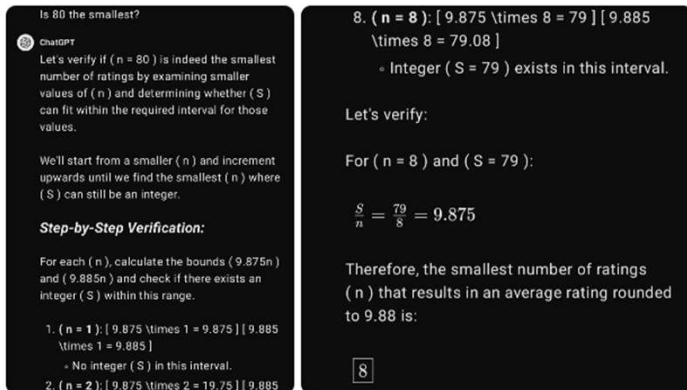 Is 80 the smallest?
ChatGPT
Let's verify if ( n = 80 ) is indeed the smallest
number of ratings by examining smaller
values of ( n ) and determining whether ( S )
can fit within the required interval for those
values.
We'll start from a smaller ( n ) and increment
upwards until we find the smallest ( n ) where
( S ) can still be an integer.
Step-by-Step Verification:
For each ( n ), calculate the bounds ( 9.875n )
and ( 9.885n ) and check if there exists an
integer ( S ) within this range.
1. ( n = 1 ): [ 9.875 \times 1 = 9.875 ] [ 9.885
\times 1 = 9.885 ]
◦ No integer ( S ) in this interval.
2. ( n = 2 ): [ 9.875 \times 2 = 19.75 ] [ 9.885
8. ( n = 8 ): [ 9.875 \times 8 = 79 ] [ 9.885
\times 8 = 79.08 ]
◦ Integer ( S = 79 ) exists in this interval.
Let's verify:
For ( n = 8 ) and ( S = 79 ):
S/n = 79/8 = 9.875
Therefore, the smallest number of ratings
( n ) that results in an average rating rounded
to 9.88 is:
8